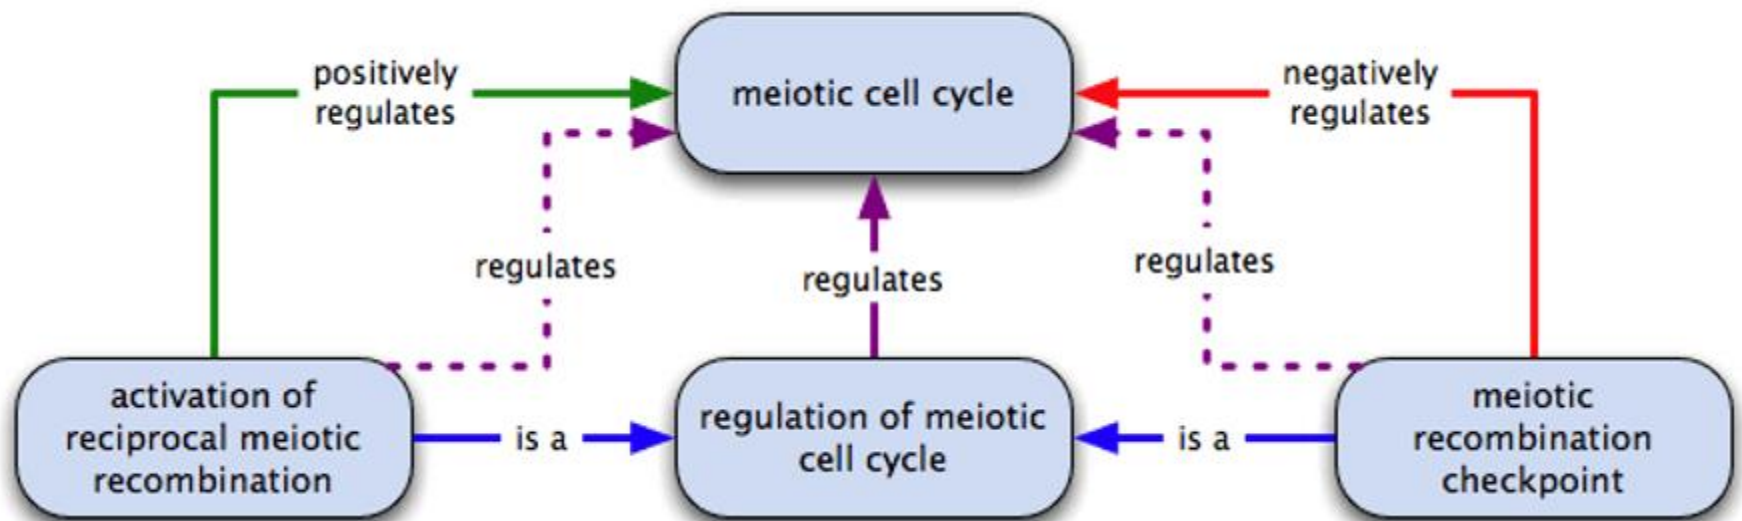 positively
regulates
meiotic cell cycle
negatively
regulates
regulates
regulates
regulates
activation of
reciprocal meiotic
recombination
is a
regulation of meiotic
cell cycle
is a
meiotic
recombination
checkpoint